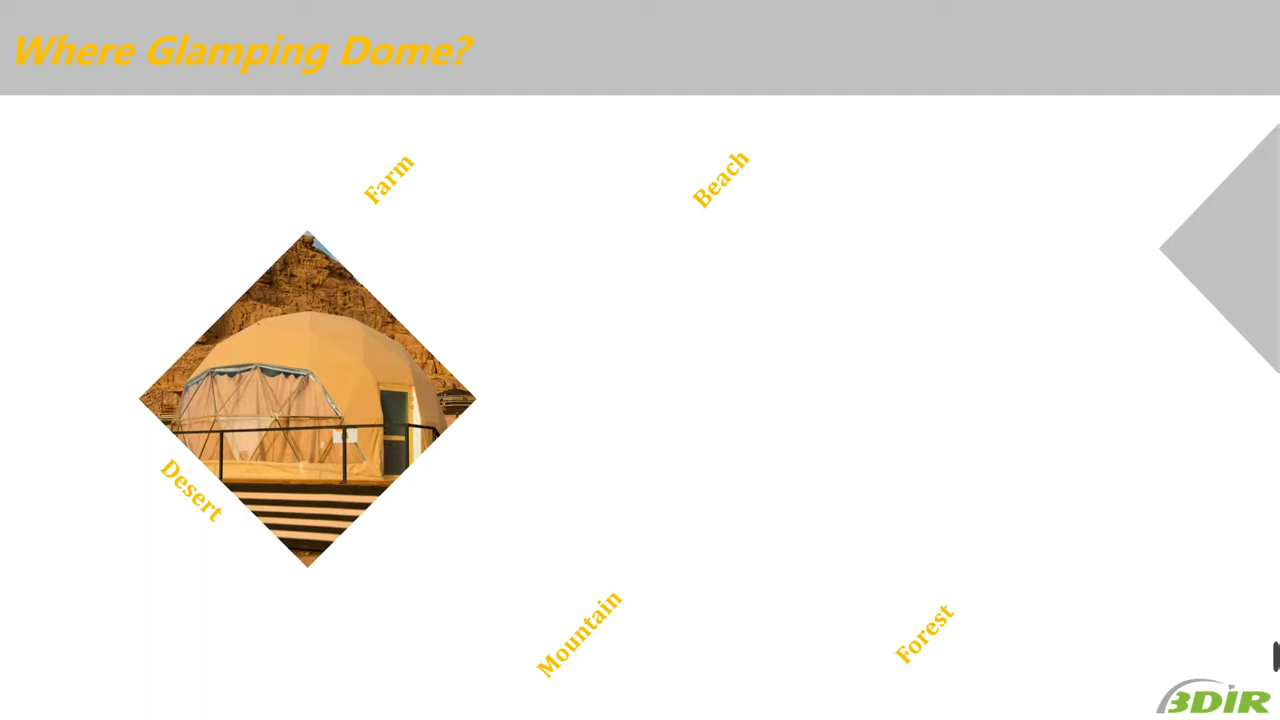 Where Glamping Dome?
Farm
Beach
Desert
Mountain
Forest
3DIR